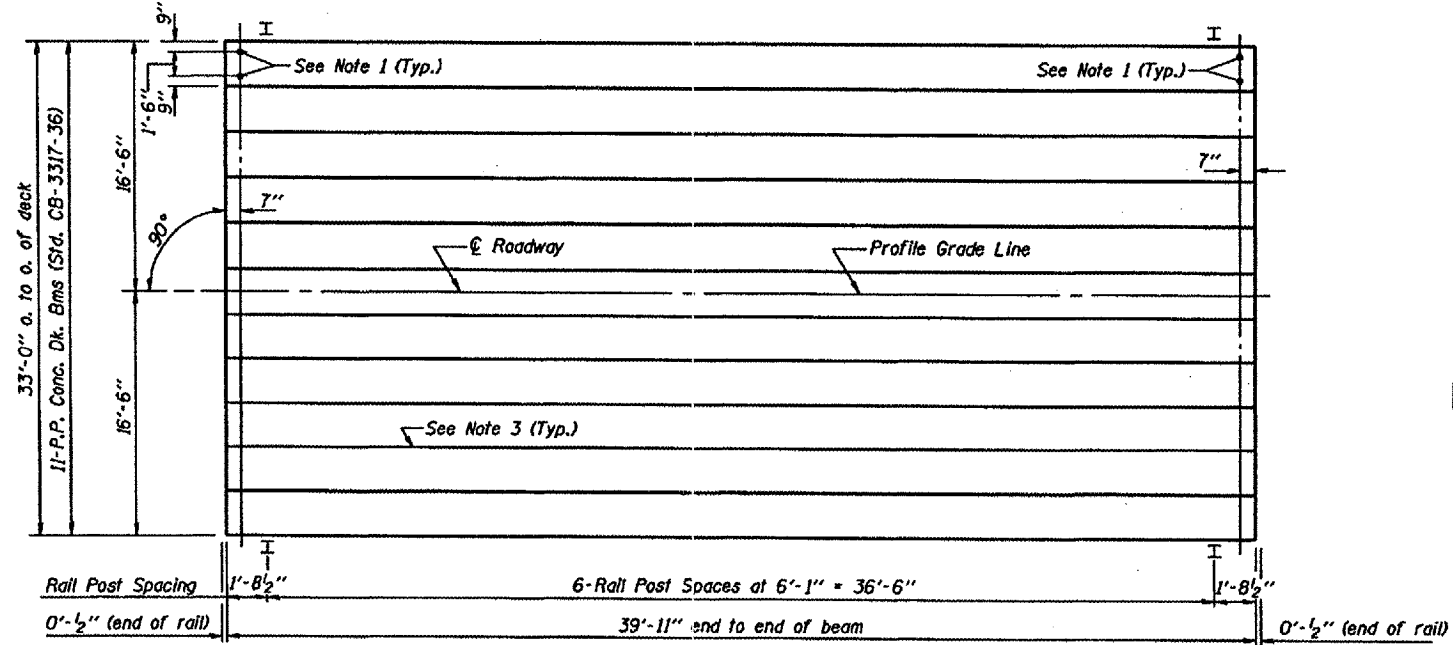 9"
See Note 1 (Typ.)
See Note 1 (Typ.)
1'-6"
9"
16'-6"
33'-0" o. to o. of deck
11-P.P. Conc. Dk. Bms (Std. CB-3317-36)
7"
7"
90°
℄ Roadway
Profile Grade Line
16'-6"
See Note 3 (Typ.)
Rail Post Spacing
1'-8½"
6-Rail Post Spaces at 6'-1" = 36'-6"
1'-8½"
0'-½" (end of rail)
39'-11" end to end of beam
0'-½" (end of rail)